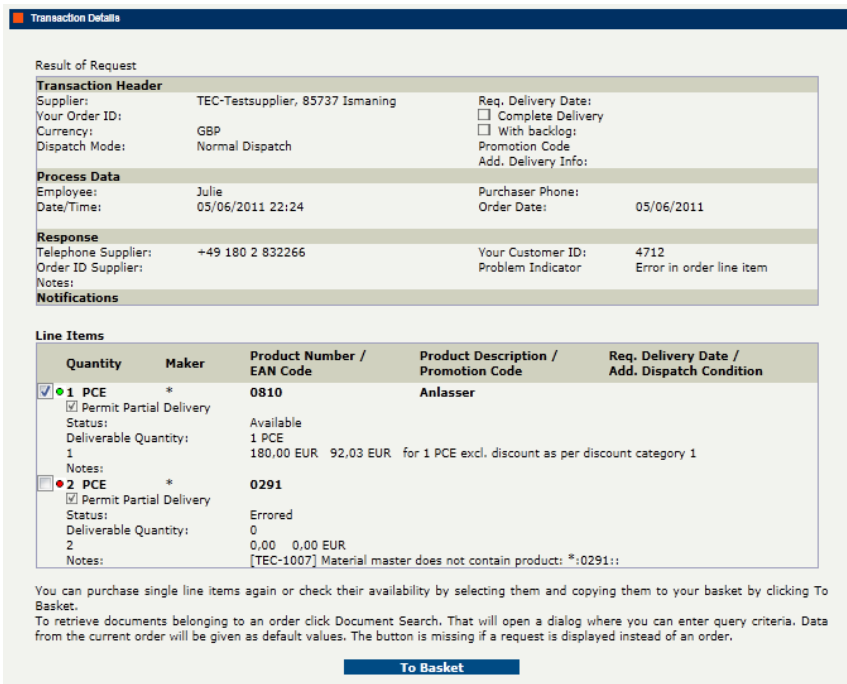 Transaction Details
Result of Request
Transaction Header
Supplier: TEC-Testsupplier, 85737 Ismaning Req. Delivery Date:
Your Order ID: Complete Delivery
Currency: GBP With backlog:
Dispatch Mode: Normal Dispatch Promotion Code
Add. Delivery Info:
Process Data
Employee: Julie Purchaser Phone:
Date/Time: 05/06/2011 22:24 Order Date: 05/06/2011
Response
Telephone Supplier: +49 180 2 832266 Your Customer ID: 4712
Order ID Supplier: Problem Indicator Error in order line item
Notes:
Notifications
Line Items
Quantity Maker Product Number / EAN Code Product Description / Promotion Code Req. Delivery Date / Add. Dispatch Condition
1 PCE * 0810 Anlasser
Permit Partial Delivery
Status: Available
Deliverable Quantity: 1 PCE
1 180,00 EUR 92,03 EUR for 1 PCE excl. discount as per discount category 1
Notes:
2 PCE * 0291
Permit Partial Delivery
Status: Errored
Deliverable Quantity: 0
2 0,00 0,00 EUR
Notes: [TEC-1007] Material master does not contain product: *:0291::
You can purchase single line items again or check their availability by selecting them and copying them to your basket by clicking To
Basket.
To retrieve documents belonging to an order click Document Search. That will open a dialog where you can enter query criteria. Data
from the current order will be given as default values. The button is missing if a request is displayed instead of an order.
To Basket